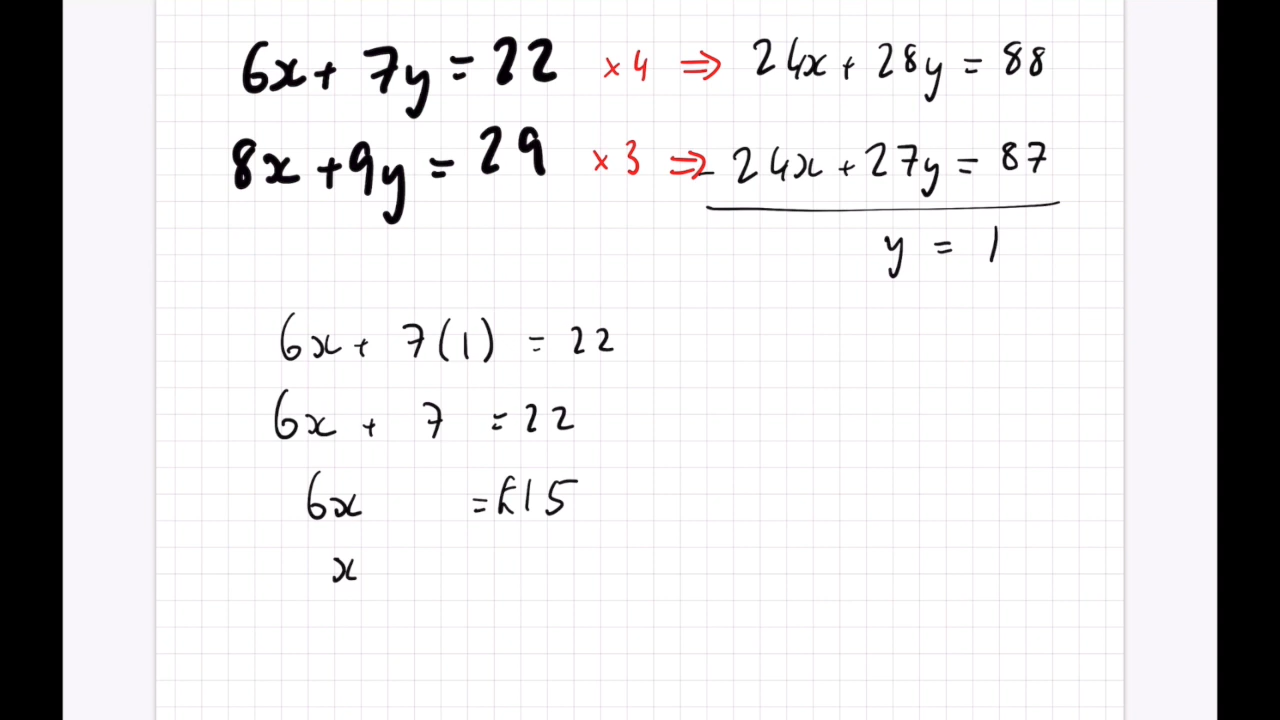 6x + 7y = 22 × 4 ⇒ 24x + 28y = 88
8x + 9y = 29 × 3 ⇒ - 24x + 27y = 87
y = 1
6x + 7(1) = 22
6x + 7 = 22
6x = £15
x